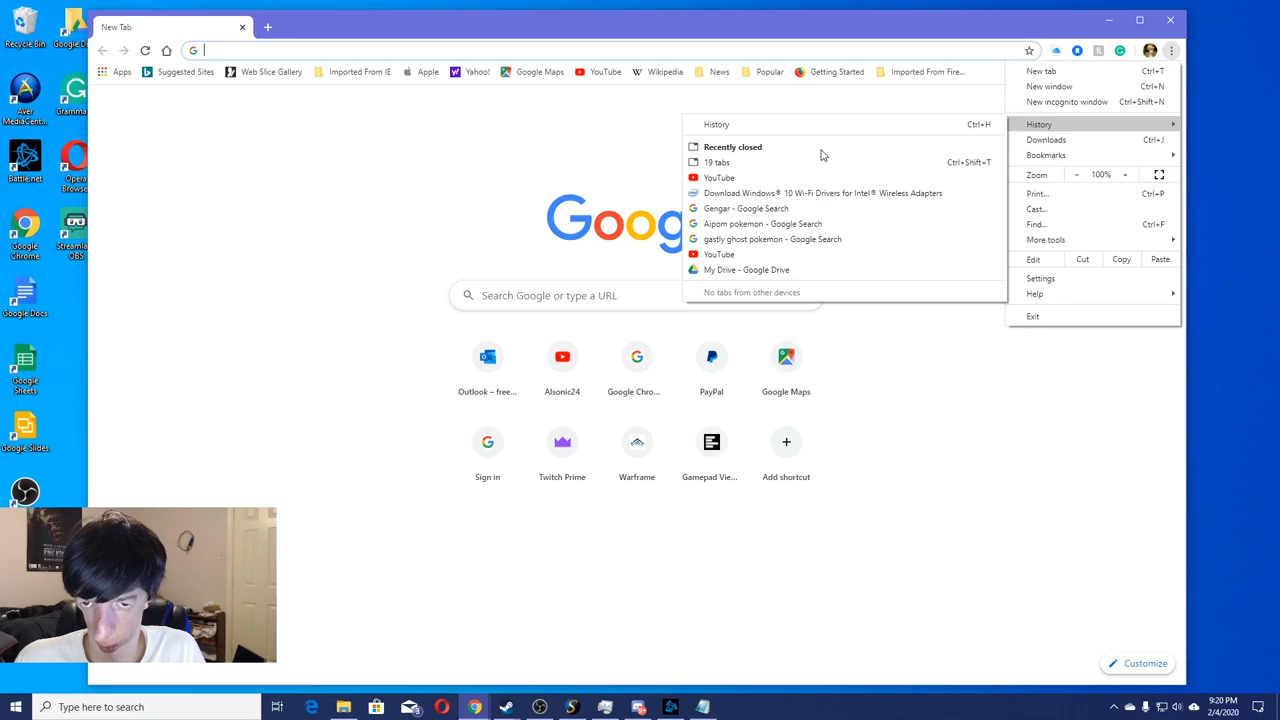 Recycle Bin
Google D
AVer
MediaCent...
Gramma
Battle.net
Opera
Browse
Google
Chrome
Streamla
OBS
Google Docs
Google
Sheets
Google Slides
New Tab
Apps
Suggested Sites
Web Slice Gallery
Imported From IE
Apple
Yahoo!
Google Maps
YouTube
Wikipedia
News
Popular
Getting Started
Imported From Fire...
New tab Ctrl+T
New window Ctrl+N
New incognito window Ctrl+Shift+N
History
Downloads Ctrl+J
Bookmarks
Zoom - 100% +
Print... Ctrl+P
Cast...
Find... Ctrl+F
More tools
Edit Cut Copy Paste
Settings
Help
Exit
History Ctrl+H
Recently closed
19 tabs Ctrl+Shift+T
YouTube
Download Windows® 10 Wi-Fi Drivers for Intel® Wireless Adapters
Gengar - Google Search
Aipom pokemon - Google Search
gastly ghost pokemon - Google Search
YouTube
My Drive - Google Drive
No tabs from other devices
Goog
Search Google or type a URL
Outlook – free...
Alsonic24
Google Chro...
PayPal
Google Maps
Sign in
Twitch Prime
Warframe
Gamepad Vie...
Add shortcut
Customize
Type here to search
9:20 PM
2/4/2020